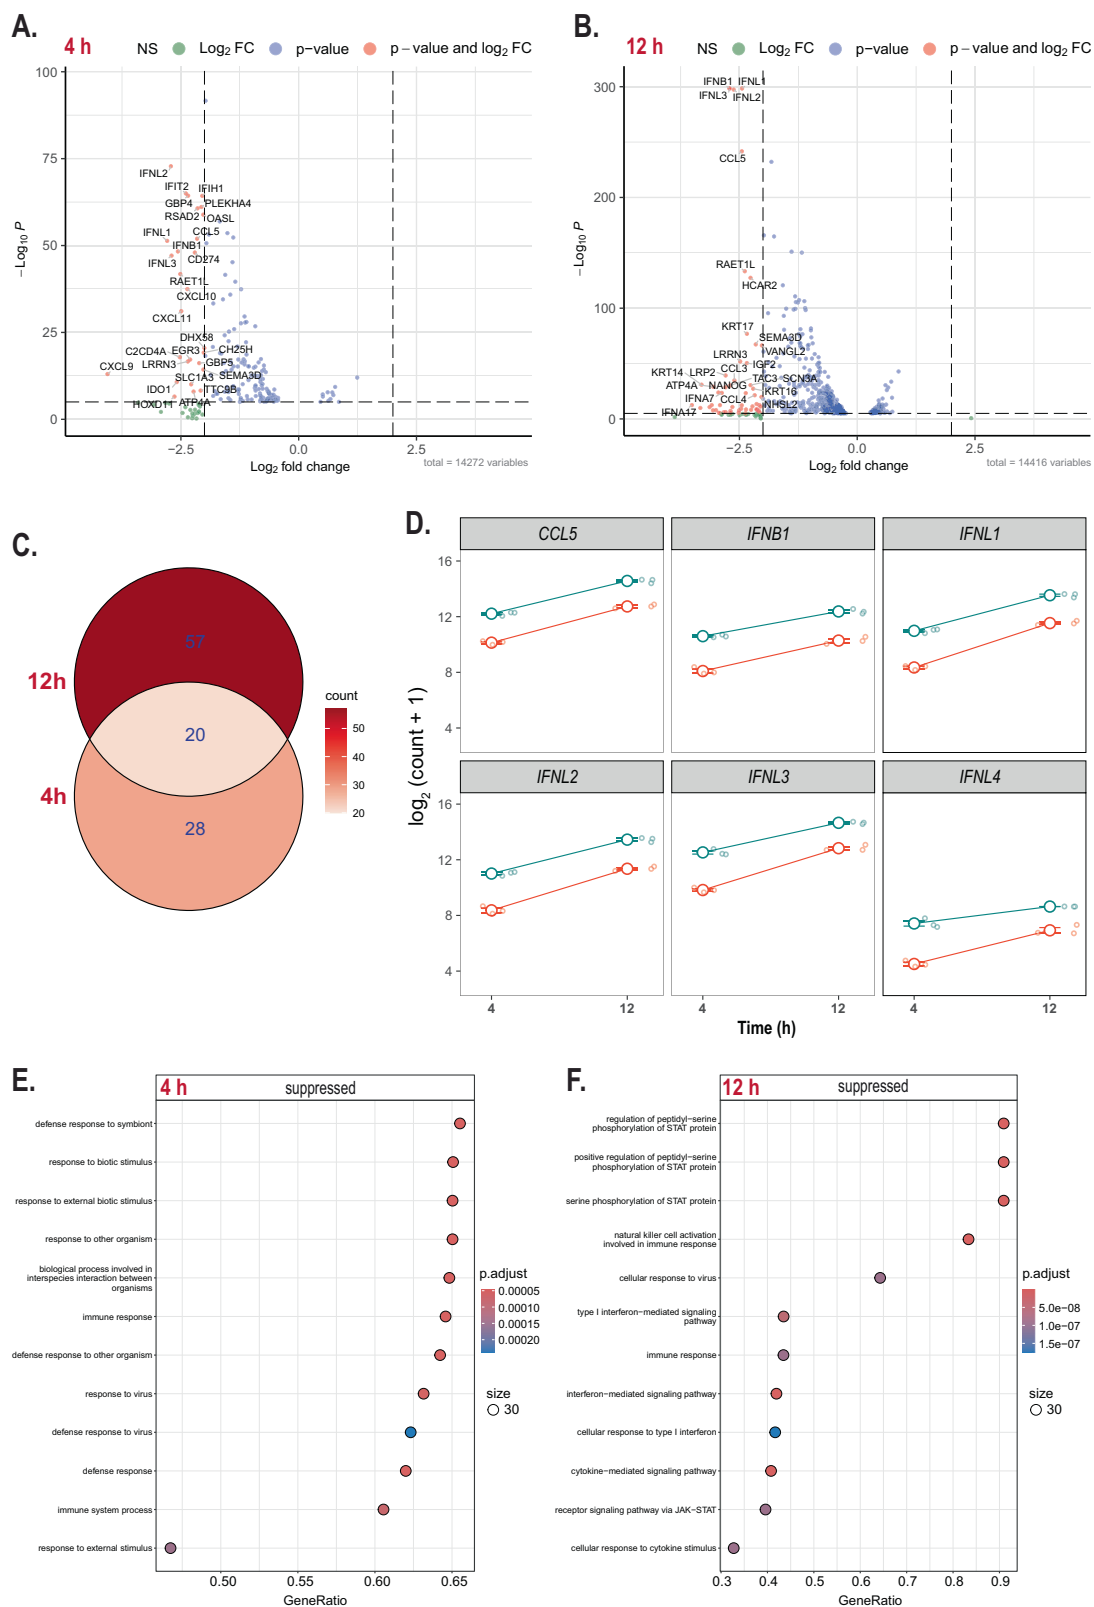 A.
4 h
NS Log2 FC p−value p − value and log2 FC
100
75
50
25
0
−Log10 P
IFNL2
IFIT2 IFIH1
GBP4 PLEKHA4
RSAD2 OASL
IFNL1 CCL5
IFNB1
IFNL3 CD274
RAET1L
CXCL10
CXCL11
DHX58
C2CD4A EGR3 CH25H
LRRN3 GBP5
CXCL9
SLC1A3 SEMA3D
IDO1 TTC9B
HOXD11 ATP4A
−2.5 0.0 2.5
Log2 fold change
total = 14272 variables
B.
12 h
NS Log2 FC p−value p − value and log2 FC
300
200
100
0
−Log10 P
IFNB1 IFNL1
IFNL3 IFNL2
CCL5
RAET1L
HCAR2
KRT17
SEMA3D
VANGL2
LRRN3 IGF2
CCL3
KRT14 LRP2 TAC3 SCN3A
ATP4A NANOG KRT16
IFNA7 CCL4 NHSL2
IFNA17
−2.5 0.0 2.5
Log2 fold change
total = 14416 variables
C.
57
12h
20
4h
28
count
50
40
30
20
D.
CCL5 IFNB1 IFNL1
16
12
8
4
IFNL2 IFNL3 IFNL4
16
12
8
4
log2 (count + 1)
4 12 4 12 4 12
Time (h)
E.
4 h suppressed
defense response to symbiont
response to biotic stimulus
response to external biotic stimulus
response to other organism
biological process involved in
interspecies interaction between
organisms
immune response
defense response to other organism
response to virus
defense response to virus
defense response
immune system process
response to external stimulus
0.50 0.55 0.60 0.65
GeneRatio
p.adjust
0.00005
0.00010
0.00015
0.00020
size
30
F.
12 h suppressed
regulation of peptidyl−serine
phosphorylation of STAT protein
positive regulation of peptidyl−serine
phosphorylation of STAT protein
serine phosphorylation of STAT protein
natural killer cell activation
involved in immune response
cellular response to virus
type I interferon−mediated signaling
pathway
immune response
interferon−mediated signaling pathway
cellular response to type I interferon
cytokine−mediated signaling pathway
receptor signaling pathway via JAK−STAT
cellular response to cytokine stimulus
0.3 0.4 0.5 0.6 0.7 0.8 0.9
GeneRatio
p.adjust
5.0e−08
1.0e−07
1.5e−07
size
30